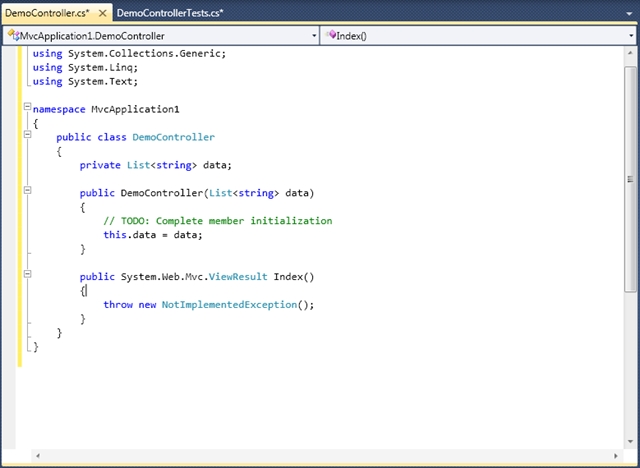 DemoController.cs* DemoControllerTests.cs*
MvcApplication1.DemoController Index()
using System.Collections.Generic;
using System.Linq;
using System.Text;
namespace MvcApplication1
{
public class DemoController
{
private List<string> data;
public DemoController(List<string> data)
{
// TODO: Complete member initialization
this.data = data;
}
public System.Web.Mvc.ViewResult Index()
{
throw new NotImplementedException();
}
}
}